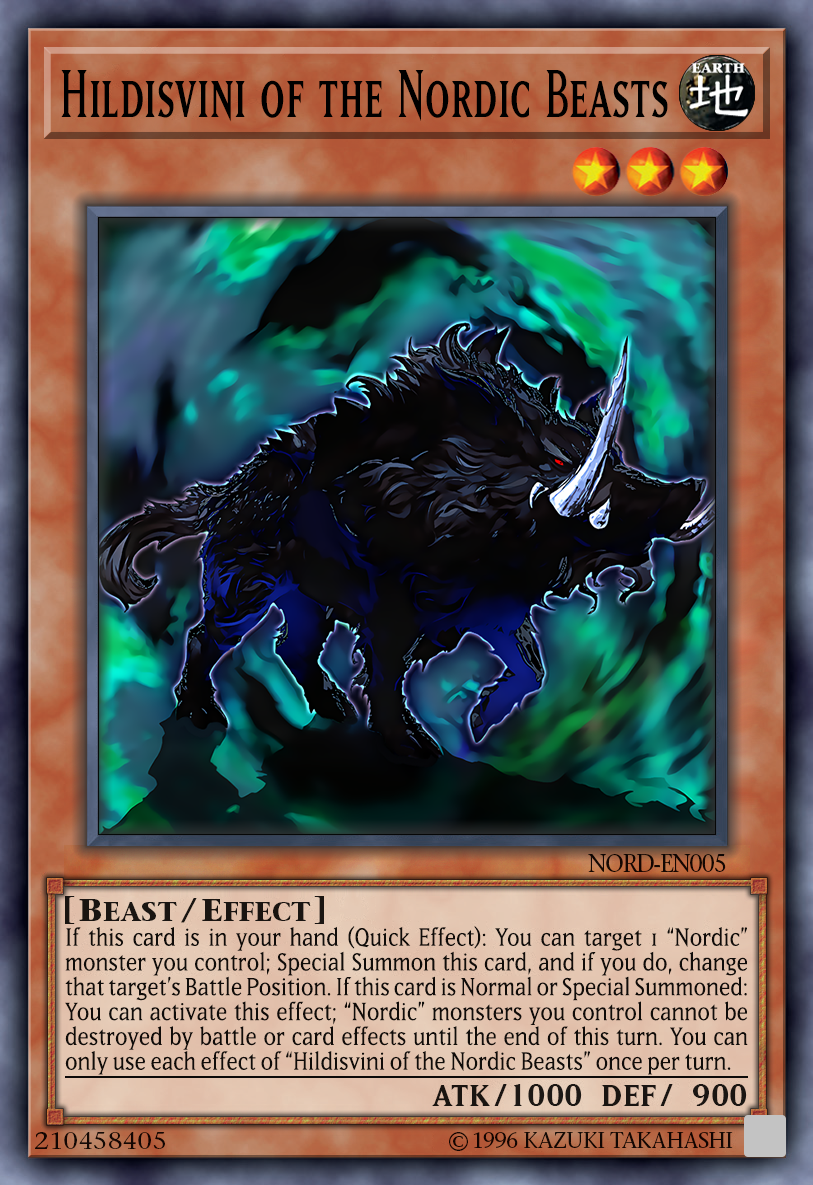 Hildisvini of the Nordic Beasts
EARTH
地
NORD-EN005
[Beast/Effect]
If this card is in your hand (Quick Effect): You can target 1 “Nordic”
monster you control; Special Summon this card, and if you do, change
that target’s Battle Position. If this card is Normal or Special Summoned:
You can activate this effect; “Nordic” monsters you control cannot be
destroyed by battle or card effects until the end of this turn. You can
only use each effect of “Hildisvini of the Nordic Beasts” once per turn.
ATK/1000 DEF/ 900
210458405
© 1996 KAZUKI TAKAHASHI